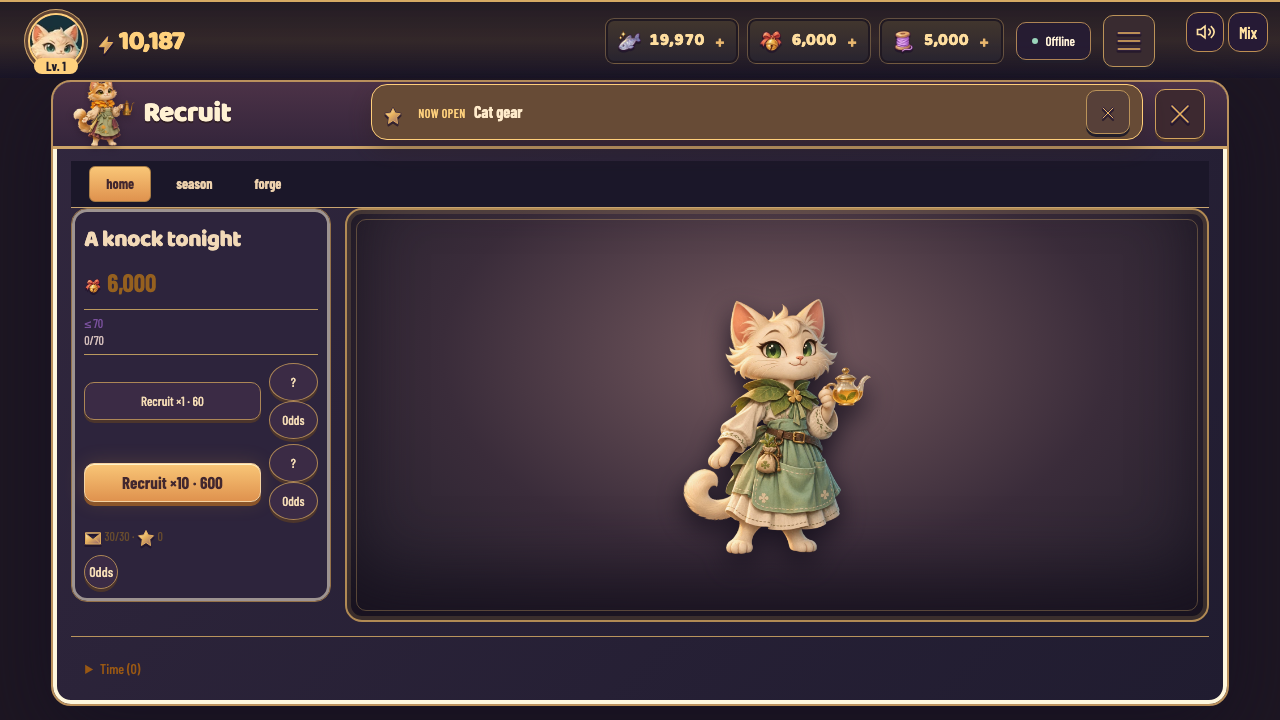 Lv. 1
10,187
19,970 +
6,000 +
5,000 +
Offline
Mix
Recruit
NOW OPEN Cat gear
home
season
forge
A knock tonight
6,000
≤70
0/70
Recruit ×1 · 60
?
Odds
Recruit ×10 · 600
?
Odds
30/30 · 0
Odds
Time (0)